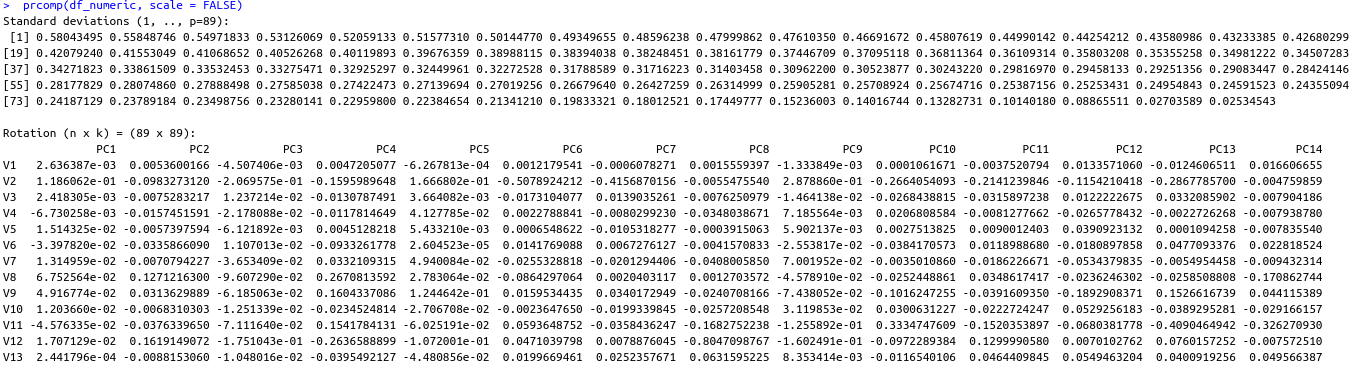 > prcomp(df_numeric, scale = FALSE)
Standard deviations (1, .., p=89):
[1] 0.58043495 0.55848746 0.54971833 0.53126069 0.52059133 0.51577310 0.50144770 0.49349655 0.48596238 0.47999862 0.47610350 0.46691672 0.45807619 0.44990142 0.44254212 0.43580986 0.43233385 0.42680299
[19] 0.42079240 0.41553049 0.41068652 0.40526268 0.40119893 0.39676359 0.38988115 0.38394038 0.38248451 0.38161779 0.37446709 0.37095118 0.36811364 0.36109314 0.35803208 0.35355258 0.34981222 0.34507283
[37] 0.34271823 0.33861509 0.33532453 0.33275471 0.32925297 0.32449961 0.32272528 0.31788589 0.31716223 0.31403458 0.30962200 0.30523877 0.30243220 0.29816970 0.29458133 0.29251356 0.29083447 0.28424146
[55] 0.28177829 0.28074860 0.27888498 0.27585038 0.27422473 0.27139694 0.27019256 0.26679640 0.26427259 0.26314999 0.25905281 0.25708924 0.25674716 0.25387156 0.25253431 0.24954843 0.24591523 0.24355094
[73] 0.24187129 0.23789184 0.23498756 0.23280141 0.22959800 0.22384654 0.21341210 0.19833321 0.18012521 0.17449777 0.15236003 0.14016744 0.13282731 0.10140180 0.08865511 0.02703589 0.02534543
Rotation (n x k) = (89 x 89):
PC1 PC2 PC3 PC4 PC5 PC6 PC7 PC8 PC9 PC10 PC11 PC12 PC13 PC14
V1 2.636387e-03 0.0053600166 -4.507406e-03 0.0047205077 -6.267813e-04 0.0012179541 -0.0006078271 0.0015559397 -1.333849e-03 0.0001061671 -0.0037520794 0.0133571060 -0.0124606511 0.016606655
V2 1.186062e-01 -0.0983273120 -2.069575e-01 -0.1595989648 1.666802e-01 -0.5078924212 -0.4156870156 -0.0055475540 2.878860e-01 -0.2664054093 -0.2141239846 -0.1154210418 -0.2867785700 -0.004759859
V3 2.418305e-03 -0.0075283217 1.237217e-02 -0.0130787491 3.664082e-03 -0.0173104077 0.0139035261 -0.0076250979 -1.464138e-02 -0.0268438815 -0.0315897238 0.0122222675 0.0332085902 -0.007904186
V4 -6.730258e-03 -0.0157451591 -2.178088e-02 -0.0117814649 4.127785e-02 0.0022788841 -0.0080299230 -0.0348038671 7.185564e-03 0.0206808584 -0.0081277662 -0.0265778432 -0.0022726268 -0.007938780
V5 1.514325e-02 -0.0057397594 -6.121892e-03 0.0045128218 5.433210e-03 0.0006548622 -0.0105318277 -0.0003915063 5.902137e-03 0.0027513825 0.0090012403 0.0390923132 0.0001094258 -0.007835540
V6 -3.397820e-02 -0.0335866090 1.107013e-02 -0.0933261778 2.604523e-05 0.0141769088 0.0067276127 -0.0041570833 -2.553817e-02 -0.0384170573 0.0118988680 -0.0180897858 0.0477093376 0.022818524
V7 1.314959e-02 -0.0070794227 -3.653409e-02 0.0332109315 4.940084e-02 -0.0255328818 -0.0201294406 -0.0408005850 7.001952e-02 -0.0035010860 -0.0186226671 -0.0534379835 -0.0054954458 -0.009432314
V8 6.752564e-02 0.1271216300 -9.607290e-02 0.2670813592 2.783064e-02 -0.0864297064 0.0020403117 0.0012703572 -4.578910e-02 -0.0252448861 0.0348617417 -0.0236246302 -0.0258508808 -0.170862744
V9 4.916774e-02 0.0313629889 -6.185063e-02 0.1604337086 1.244642e-01 0.0159534435 0.0340172949 -0.0240708166 -7.438052e-02 -0.1016247255 -0.0391609350 -0.1892908371 0.1526616739 0.044115389
V10 1.203660e-02 -0.0068310303 -1.251339e-02 -0.0234524814 -2.706708e-02 -0.0023647650 -0.0199339845 -0.0257208548 3.119853e-02 0.0300631227 -0.0222724247 0.0529256183 -0.0389295281 -0.029166157
V11 -4.576335e-02 -0.0376339650 -7.111640e-02 0.1541784131 -6.025191e-02 0.0593648752 -0.0358436247 -0.1682752238 -1.255892e-01 0.3334747609 -0.1520353897 -0.0680381778 -0.4090464942 -0.326270930
V12 1.707129e-02 0.1619149072 -1.751043e-01 -0.2636588899 -1.072001e-01 0.0471039798 0.0078876045 -0.8047098767 -1.602491e-01 -0.0972289384 0.1299990580 0.0070102762 0.0760157252 -0.007572510
V13 2.441796e-04 -0.0088153060 -1.048016e-02 -0.0395492127 -4.480856e-02 0.0199669461 0.0252357671 0.0631595225 8.353414e-03 -0.0116540106 0.0464409845 0.0549463204 0.0400919256 0.049566387